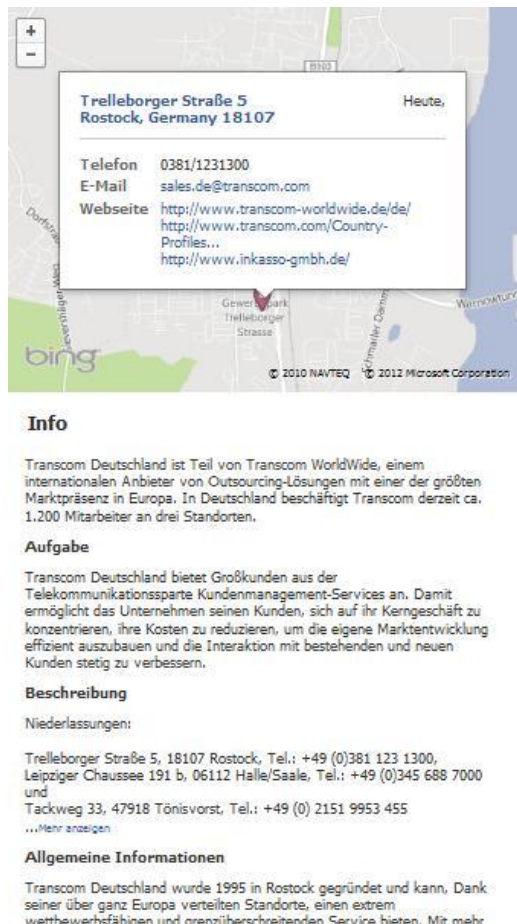 +
−
B103
Trelleborger Straße 5
Rostock, Germany 18107
Heute,
Telefon 0381/1231300
E-Mail sales.de@transcom.com
Webseite http://www.transcom-worldwide.de/de/
http://www.transcom.com/Country-
Profiles...
http://www.inkasso-gmbh.de/
Gewerbepark
Trelleborger
Strasse
Schmarler Damm
Warnowtunn
bing
© 2010 NAVTEQ © 2012 Microsoft Corporation
Info
Transcom Deutschland ist Teil von Transcom WorldWide, einem
internationalen Anbieter von Outsourcing-Lösungen mit einer der größten
Marktpräsenz in Europa. In Deutschland beschäftigt Transcom derzeit ca.
1.200 Mitarbeiter an drei Standorten.
Aufgabe
Transcom Deutschland bietet Großkunden aus der
Telekommunikationssparte Kundenmanagement-Services an. Damit
ermöglicht das Unternehmen seinen Kunden, sich auf ihr Kerngeschäft zu
konzentrieren, ihre Kosten zu reduzieren, um die eigene Marktentwicklung
effizient auszubauen und die Interaktion mit bestehenden und neuen
Kunden stetig zu verbessern.
Beschreibung
Niederlassungen:
Trelleborger Straße 5, 18107 Rostock, Tel.: +49 (0)381 123 1300,
Leipziger Chaussee 191 b, 06112 Halle/Saale, Tel.: +49 (0)345 688 7000
und
Tackweg 33, 47918 Tönisvorst, Tel.: +49 (0) 2151 9953 455
...Mehr anzeigen
Allgemeine Informationen
Transcom Deutschland wurde 1995 in Rostock gegründet und kann, Dank
seiner über ganz Europa verteilten Standorte, einen extrem
wettbewerbsfähigen und grenzüberschreitenden Service bieten. Mit mehr